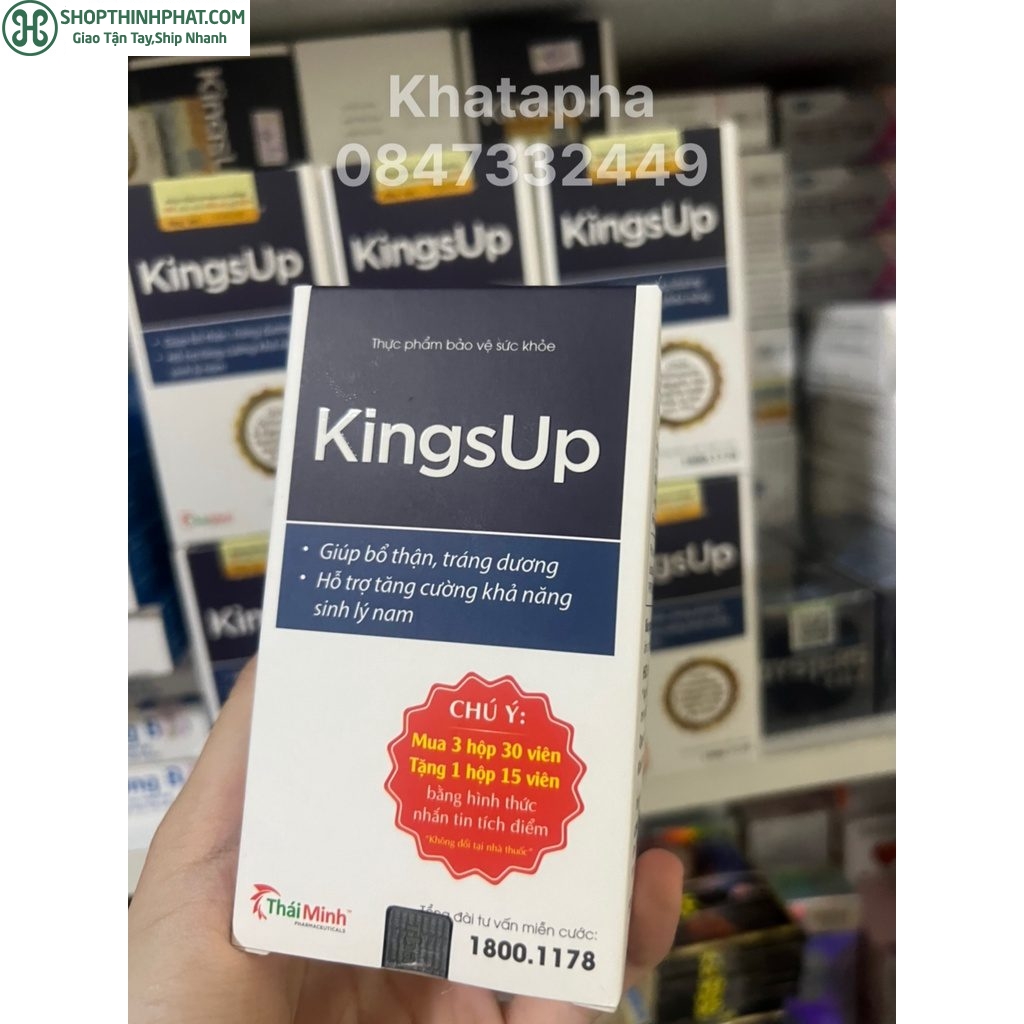 SHOPTHINHPHAT.COM
Giao Tận Tay,Ship Nhanh
Khatapha
0847332449
KingsUp
KingsUp
KingsUp
Thực phẩm bảo vệ sức khỏe
KingsUp
• Giúp bổ thận, tráng dương
• Hỗ trợ tăng cường khả năng
sinh lý nam
CHÚ Ý:
Mua 3 hộp 30 viên
Tặng 1 hộp 15 viên
bằng hình thức
nhắn tin tích điểm
"Không đổi tại nhà thuốc"
Thái Minh™
PHARMACEUTICALS
Tổng đài tư vấn miễn cước:
1800.1178